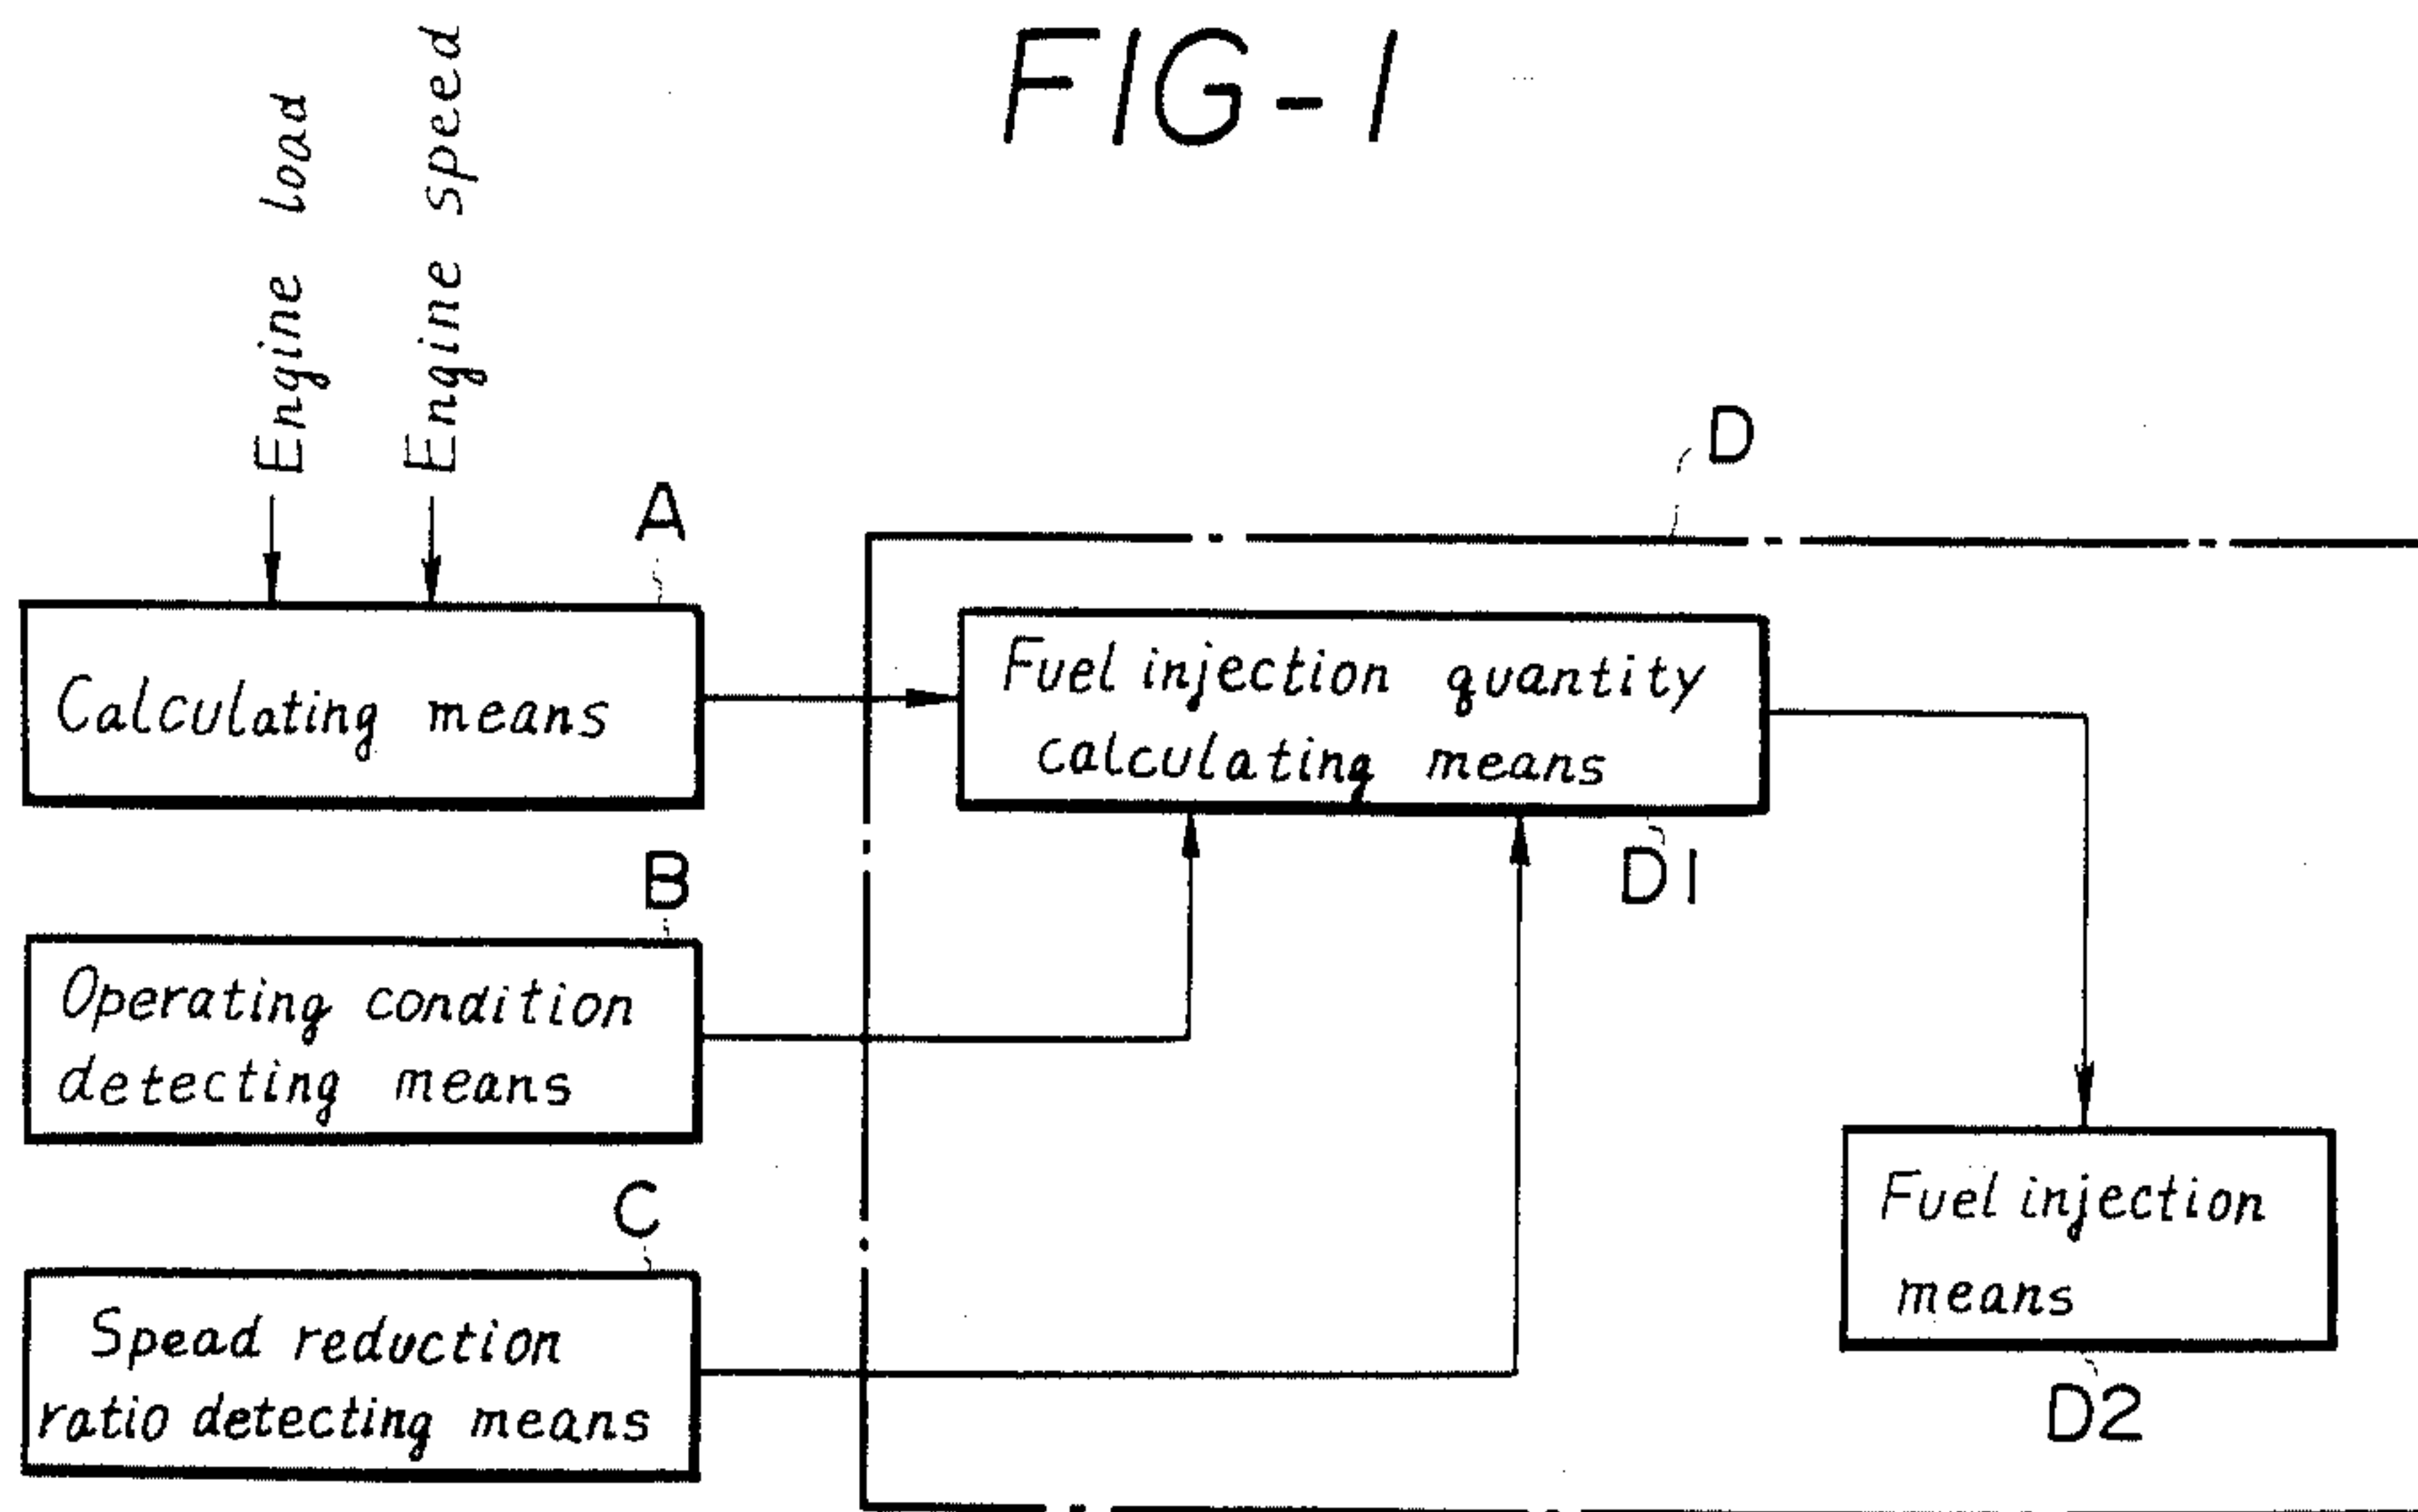 FIG-1
Engine load
Engine speed
A
D
Calculating means
Fuel injection quantity
calculating means
D1
B
Operating condition
detecting means
C
Spead reduction
ratio detecting means
Fuel injection
means
D2